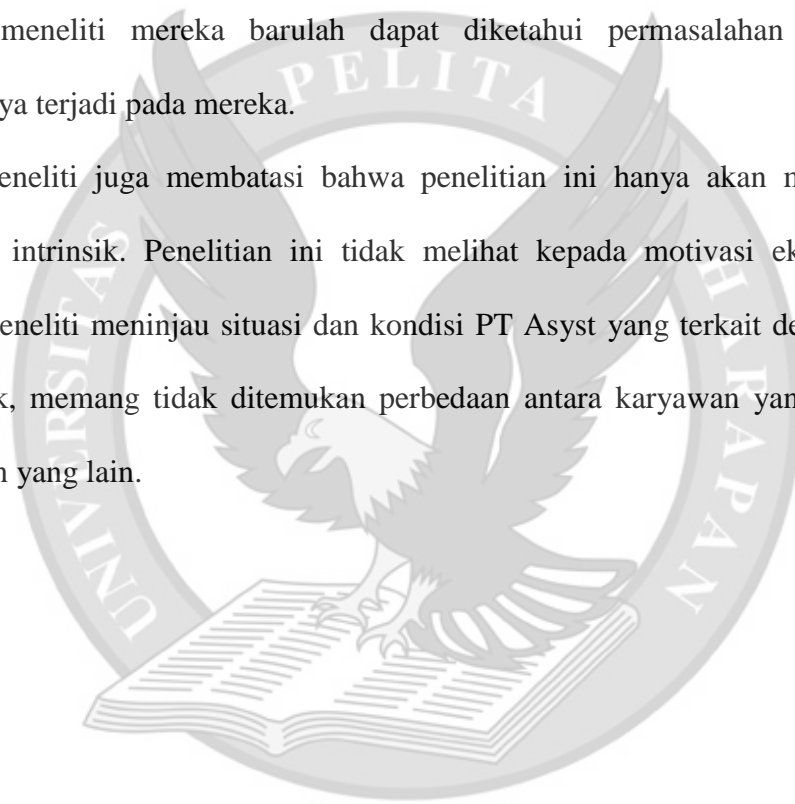 meneliti mereka barulah dapat diketahui permasalahan
ya terjadi pada mereka.
eneliti juga membatasi bahwa penelitian ini hanya akan m
intrinsik. Penelitian ini tidak melihat kepada motivasi ek
eneliti meninjau situasi dan kondisi PT Asyst yang terkait de
k, memang tidak ditemukan perbedaan antara karyawan yan
n yang lain.
UNIVERSITAS PELITA HARAPAN